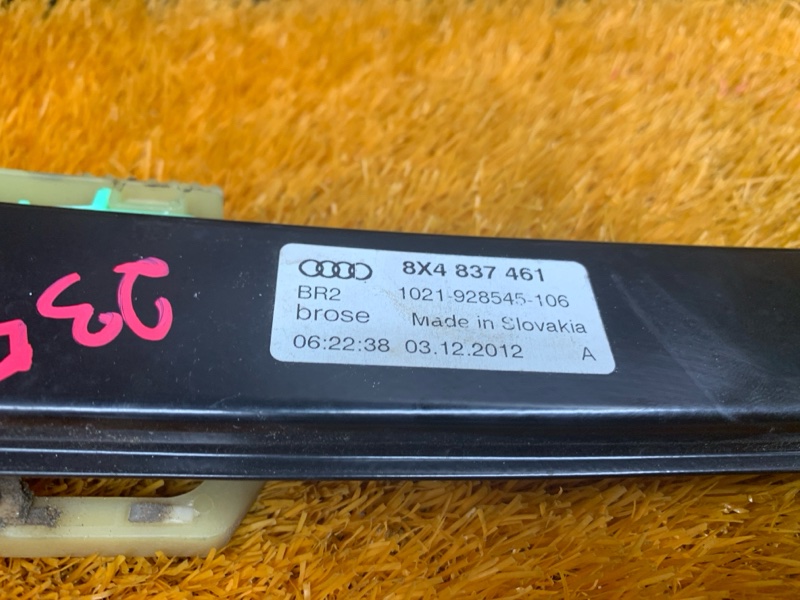 8X4 837 461
BR2 1021-928545-106
brose Made in Slovakia
06:22:38 03.12.2012 A